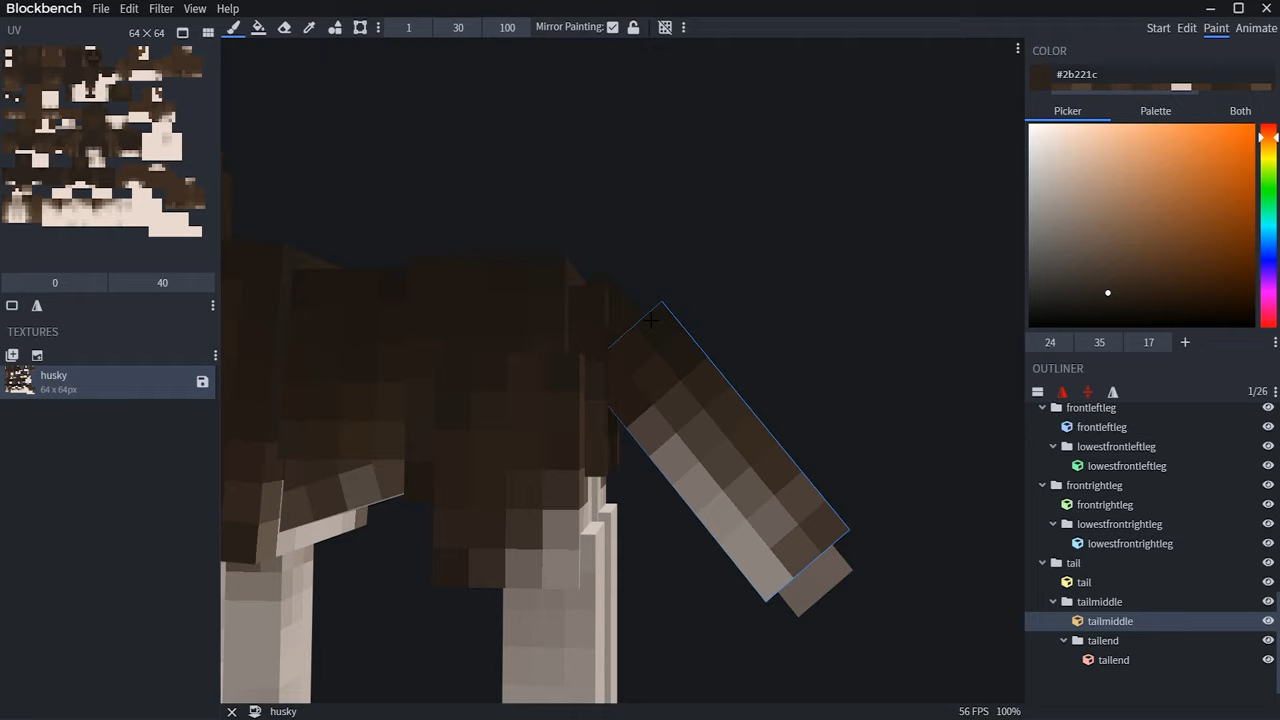 Blockbench File Edit Filter View Help
UV 64 × 64
1 30 100 Mirror Painting:
Start Edit Paint Animate
COLOR
#2b221c
Picker Palette Both
0 40
24 35 17
TEXTURES
husky
64 x 64px
OUTLINER
1/26
frontleftleg
frontleftleg
lowestfrontleftleg
lowestfrontleftleg
frontrightleg
frontrightleg
lowestfrontrightleg
lowestfrontrightleg
tail
tail
tailmiddle
tailmiddle
tailend
tailend
husky 56 FPS 100%